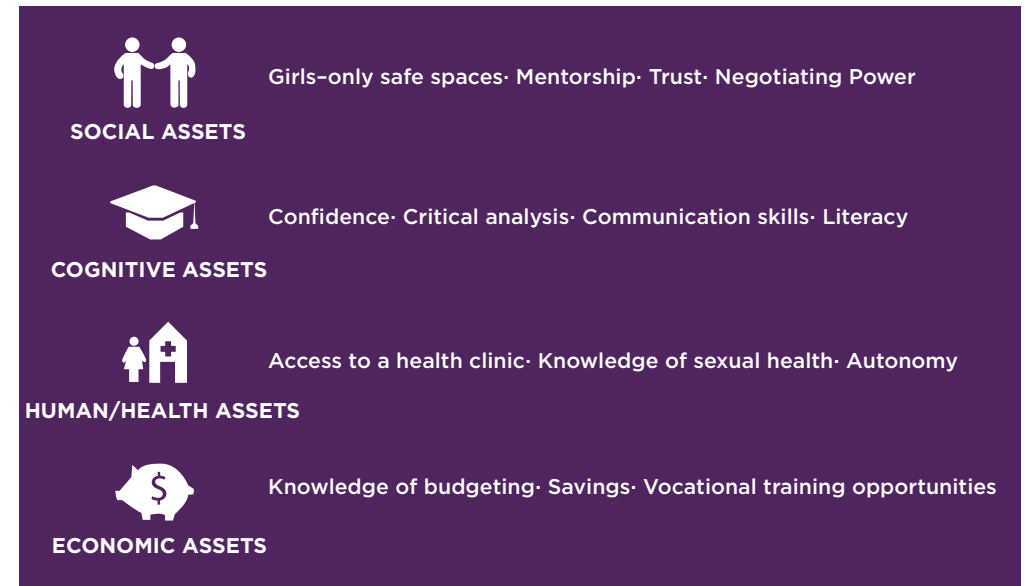 Girls–only safe spaces· Mentorship· Trust· Negotiating Power
SOCIAL ASSETS
Confidence· Critical analysis· Communication skills· Literacy
COGNITIVE ASSETS
Access to a health clinic· Knowledge of sexual health· Autonomy
HUMAN/HEALTH ASSETS
$
Knowledge of budgeting· Savings· Vocational training opportunities
ECONOMIC ASSETS